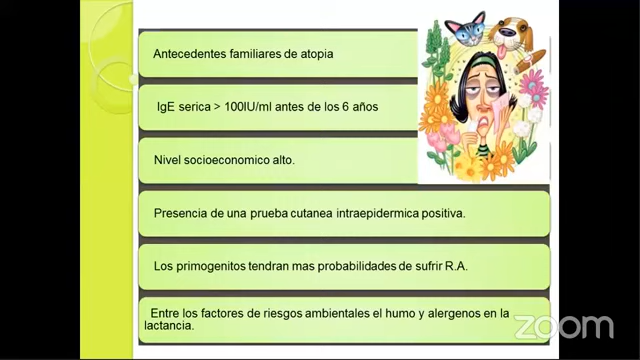 Antecedentes familiares de atopia
IgE serica > 100IU/ml antes de los 6 años
Nivel socioeconomico alto.
Presencia de una prueba cutanea intraepidermica positiva.
Los primogenitos tendran mas probabilidades de sufrir R.A.
Entre los factores de riesgos ambientales el humo y alergenos en la
lactancia.
zoom